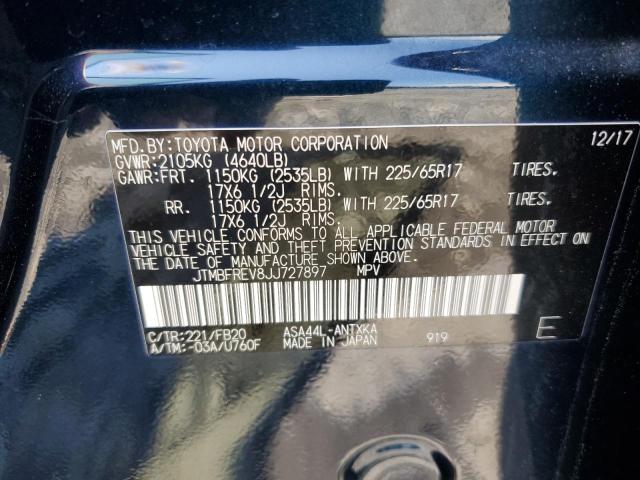 MFD.BY:TOYOTA MOTOR CORPORATION 12/17
GVWR:2105KG (4640LB)
GAWR:FRT. 1150KG (2535LB) WITH 225/65R17 TIRES.
17X6 1/2J RIMS.
RR. 1150KG (2535LB) WITH 225/65R17 TIRES.
17X6 1/2J RIMS.
THIS VEHICLE CONFORMS TO ALL APPLICABLE FEDERAL MOTOR
VEHICLE SAFETY AND THEFT PREVENTION STANDARDS IN EFFECT ON
THE DATE OF MANUFACTURE SHOWN ABOVE.
JTMBFREV8JJ727897 MPV
C/TR:221/FB20 ASA44L-ANTXKA
A/TM:-03A/U760F MADE IN JAPAN 919 E